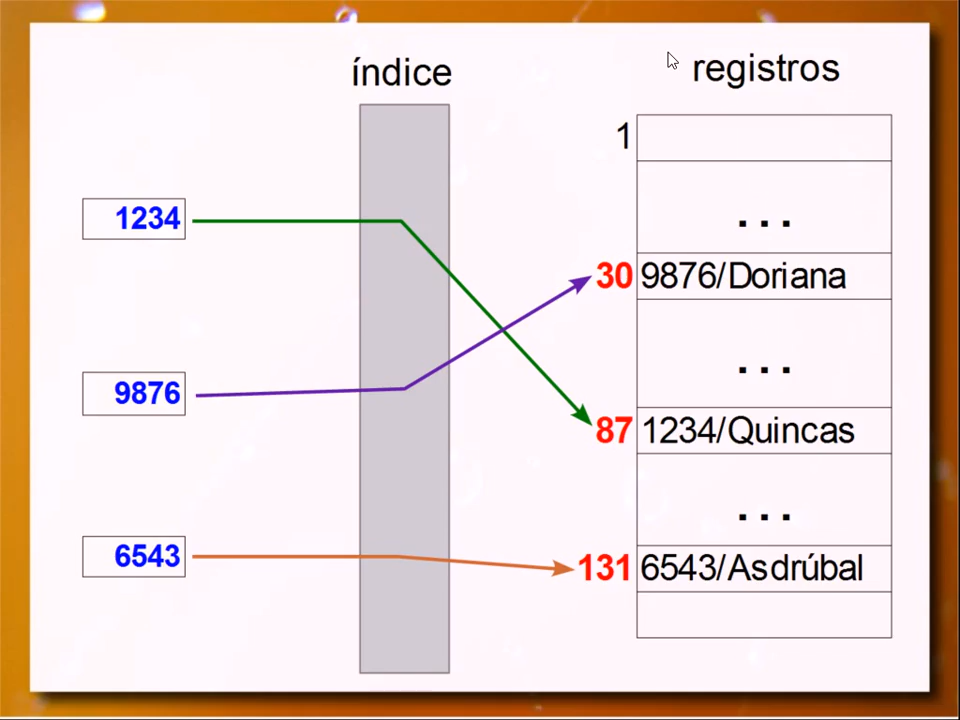 índice
registros
1
1234
...
30 9876/Doriana
9876
...
87 1234/Quincas
...
6543
131 6543/Asdrúbal